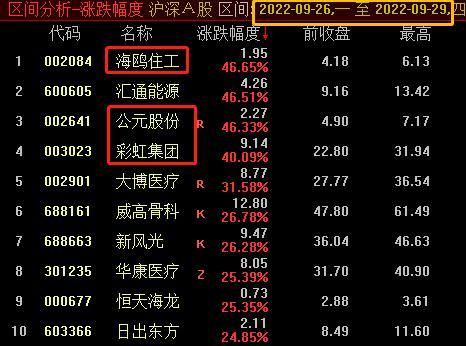 区间分析-涨跌幅度 沪深A股 区间: 2022-09-26,一 至 2022-09-29,四
代码 名称 涨跌幅度↓ 前收盘 最高
1 002084 海鸥住工 1.95 46.65% 4.18 6.13
2 600605 汇通能源 4.26 46.51% 9.16 13.42
3 002641 公元股份 R 2.27 46.33% 4.90 7.17
4 003023 彩虹集团 9.14 40.09% 22.80 31.94
5 002901 大博医疗 R 8.77 31.58% 27.77 36.54
6 688161 威高骨科 K 12.80 26.78% 47.80 61.49
7 688663 新风光 K 9.47 26.28% 36.04 46.63
8 301235 华康医疗 Z 8.05 25.39% 31.70 40.90
9 000677 恒天海龙 0.73 25.35% 2.88 3.61
10 603366 日出东方 2.11 24.85% 8.49 11.60